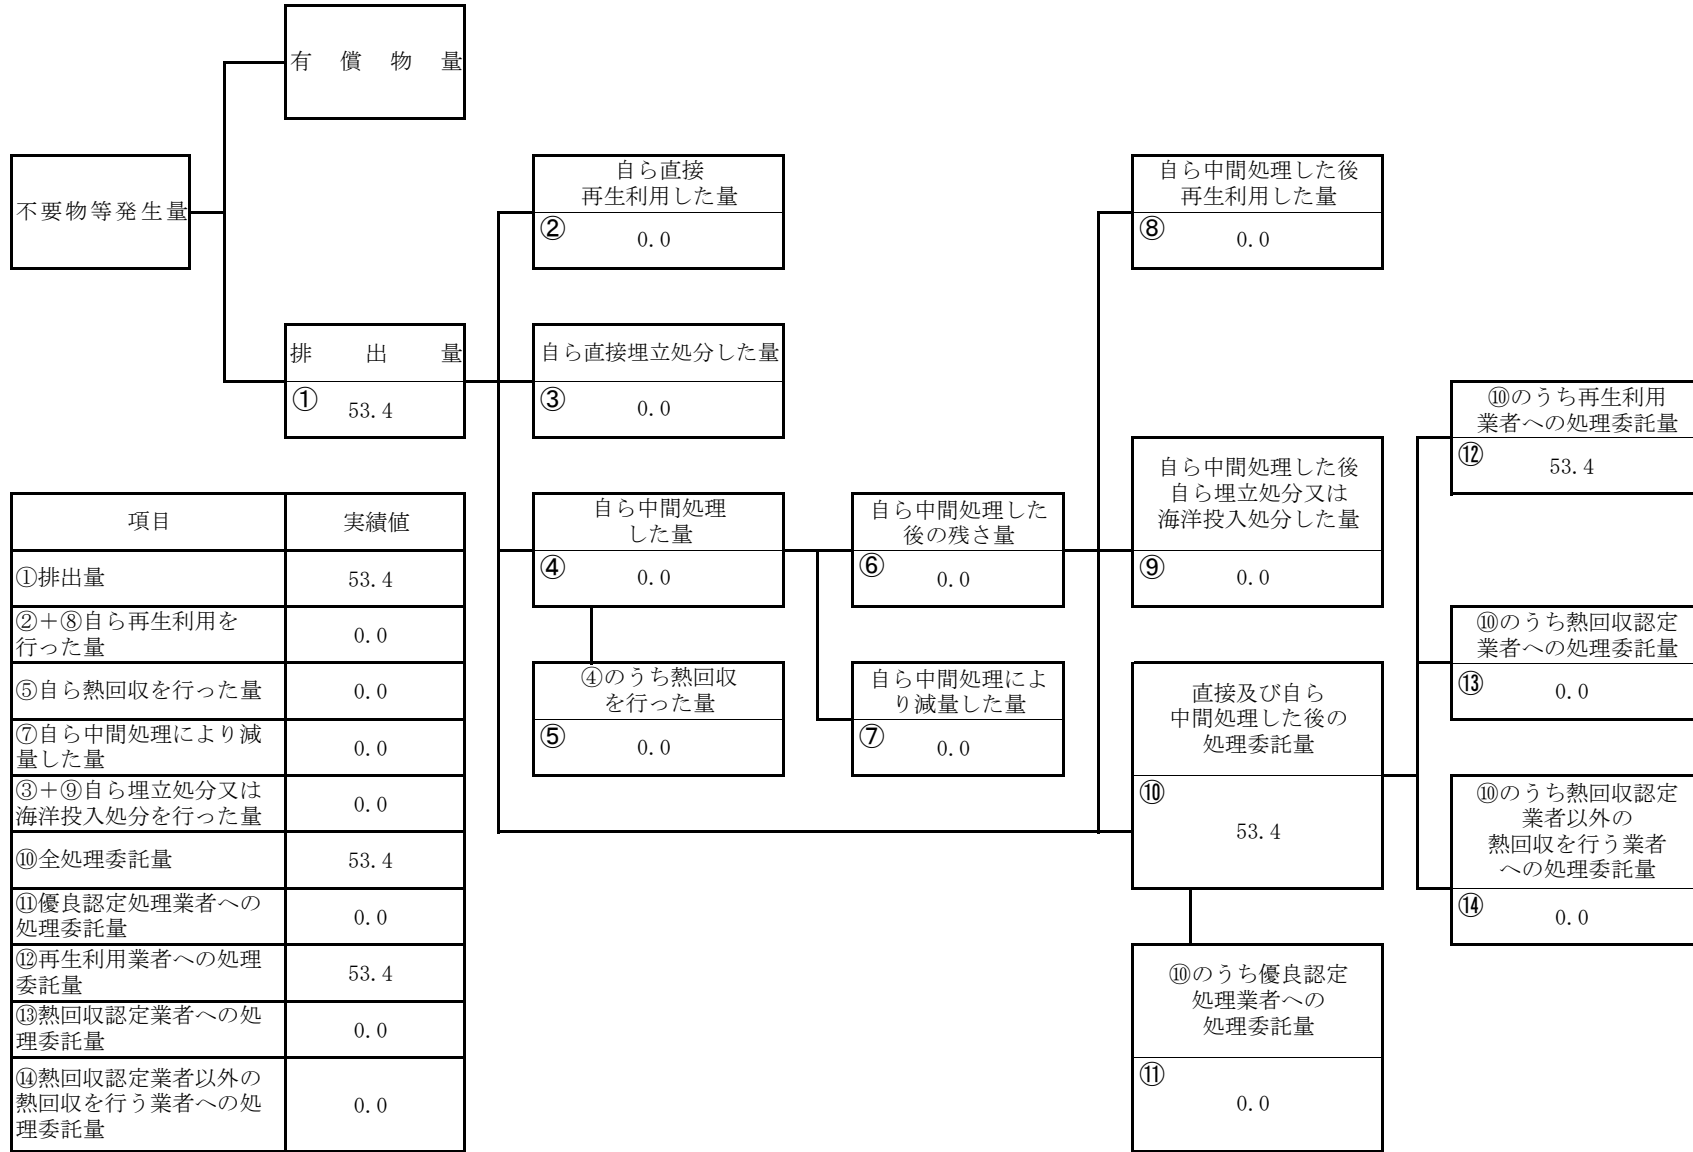 有償物量
不要物等発生量
排出量
①
53.4
自ら直接
再生利用した量
②
0.0
自ら直接埋立処分した量
③
0.0
自ら中間処理
した量
④
0.0
④のうち熱回収
を行った量
⑤
0.0
自ら中間処理した
後の残さ量
⑥
0.0
自ら中間処理によ
り減量した量
⑦
0.0
自ら中間処理した後
再生利用した量
⑧
0.0
自ら中間処理した後
自ら埋立処分又は
海洋投入処分した量
⑨
0.0
直接及び自ら
中間処理した後の
処理委託量
⑩
53.4
⑩のうち優良認定
処理業者への
処理委託量
⑪
0.0
⑩のうち再生利用
業者への処理委託量
⑫
53.4
⑩のうち熱回収認定
業者への処理委託量
⑬
0.0
⑩のうち熱回収認定
業者以外の
熱回収を行う業者
への処理委託量
⑭
0.0
項目 実績値
①排出量 53.4
②+⑧自ら再生利用を
行った量 0.0
⑤自ら熱回収を行った量 0.0
⑦自ら中間処理により減
量した量 0.0
③+⑨自ら埋立処分又は
海洋投入処分を行った量 0.0
⑩全処理委託量 53.4
⑪優良認定処理業者への
処理委託量 0.0
⑫再生利用業者への処理
委託量 53.4
⑬熱回収認定業者への処
理委託量 0.0
⑭熱回収認定業者以外の
熱回収を行う業者への処
理委託量 0.0